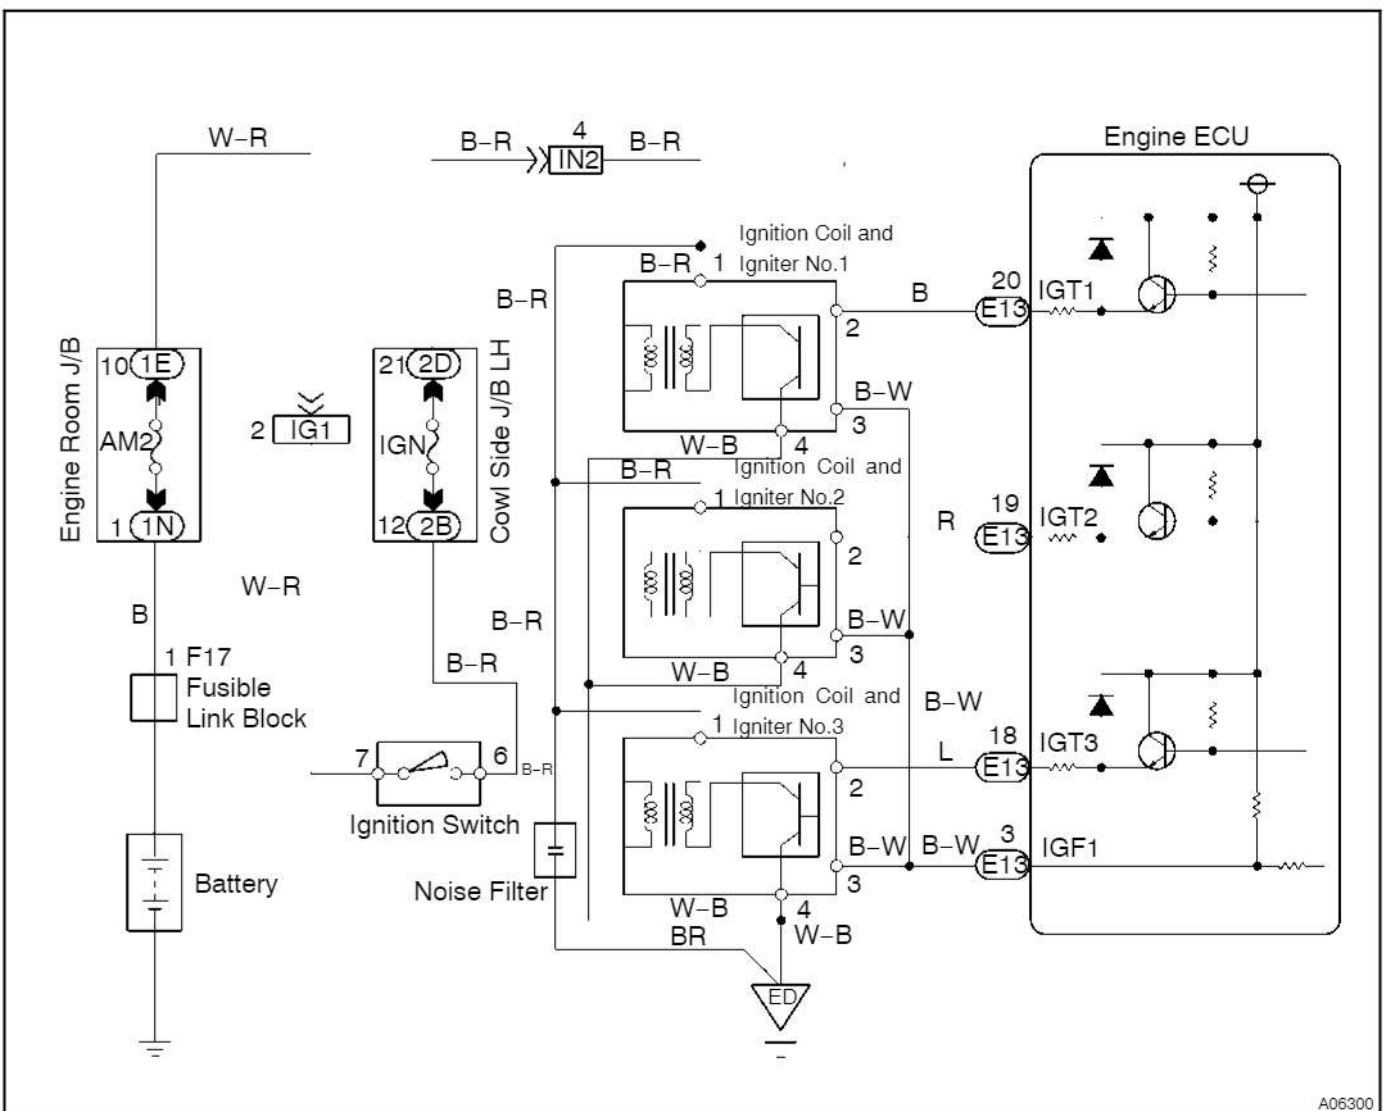 W-R
B-R
4
IN2
B-R
Engine ECU
Ignition Coil and
Igniter No.1
B-R
1
B-R
B
20
E13
IGT1
2
Engine Room J/B
10
1E
AM2
1
1N
2
IG1
21
2D
IGN
12
2B
Cowl Side J/B LH
B-W
3
W-B
4
B-R
Ignition Coil and
Igniter No.2
1
R
19
E13
IGT2
2
W-R
B
B-R
B-R
B-W
3
W-B
4
1 F17
Fusible
Link Block
Ignition Coil and
Igniter No.3
1
B-W
18
E13
IGT3
L
2
7
6
B-R
Ignition Switch
B-W
B-W
3
E13
IGF1
3
Battery
Noise Filter
W-B
4
BR
W-B
ED
A06300